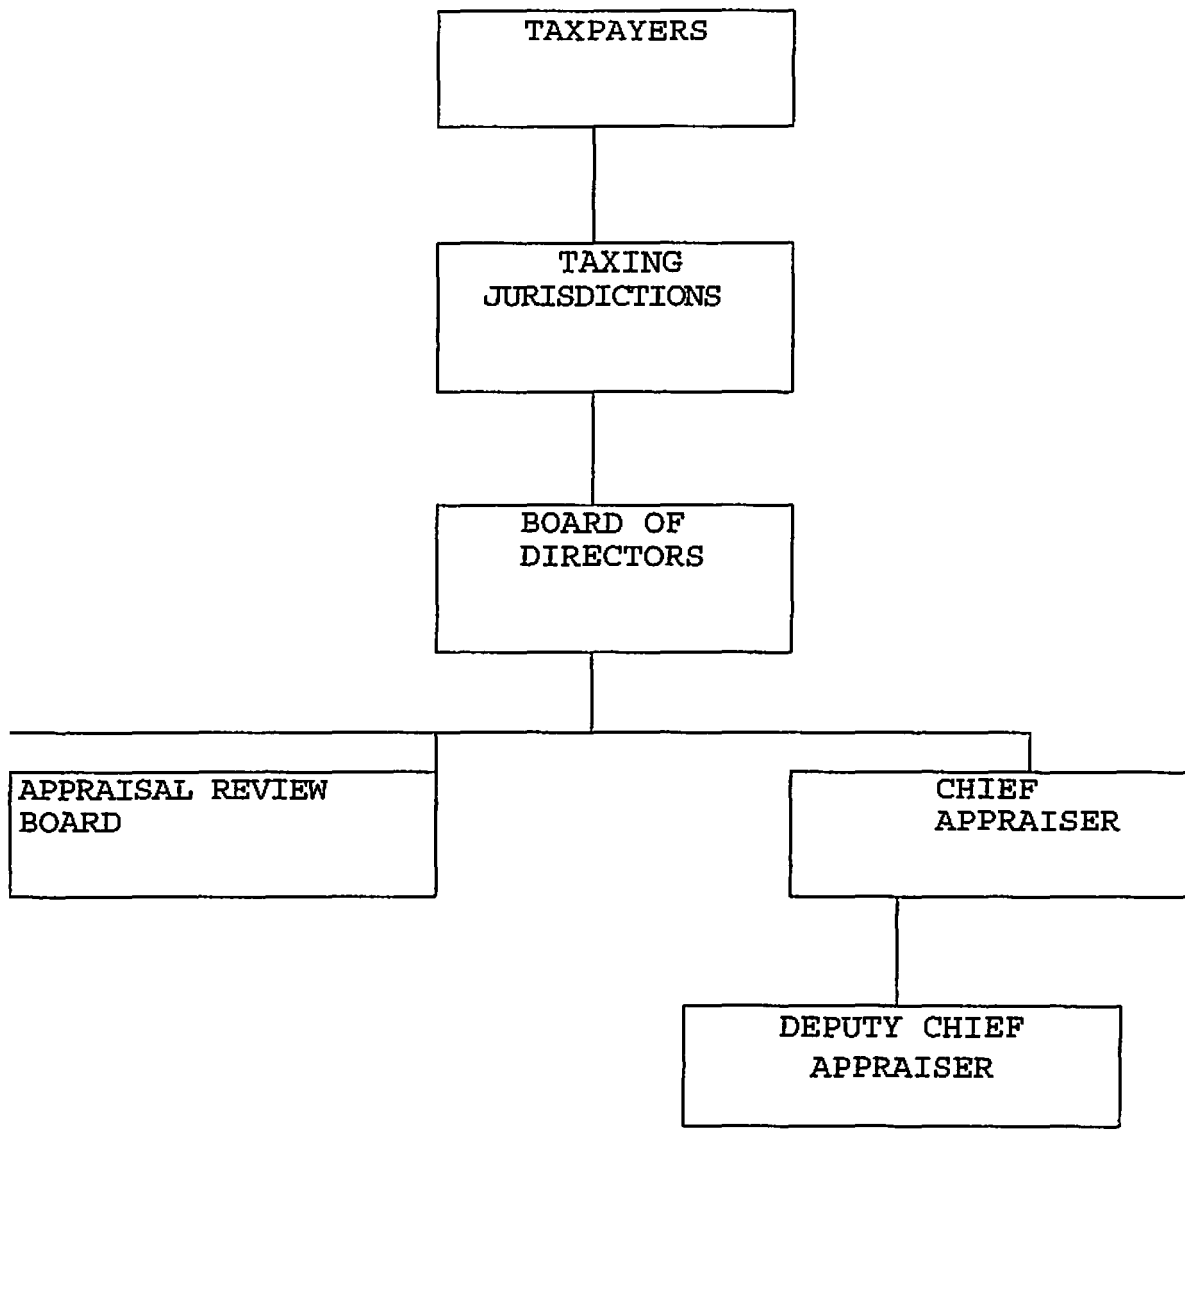 TAXPAYERS
TAXING
JURISDICTIONS
BOARD OF
DIRECTORS
APPRAISAL REVIEW
BOARD
CHIEF
APPRAISER
DEPUTY CHIEF
APPRAISER